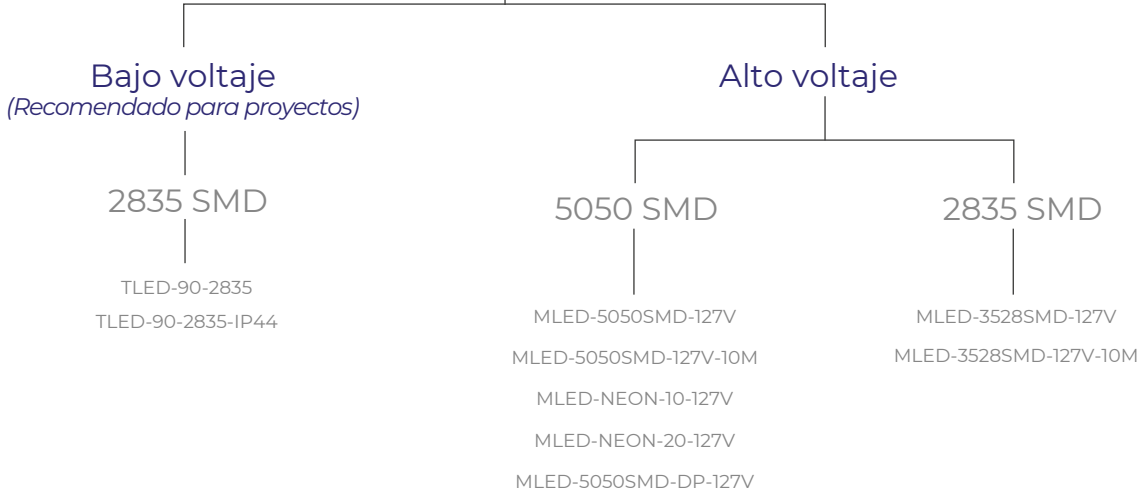 Bajo voltaje
(Recomendado para proyectos)
2835 SMD
TLED-90-2835
TLED-90-2835-IP44
Alto voltaje
5050 SMD
MLED-5050SMD-127V
MLED-5050SMD-127V-10M
MLED-NEON-10-127V
MLED-NEON-20-127V
MLED-5050SMD-DP-127V
2835 SMD
MLED-3528SMD-127V
MLED-3528SMD-127V-10M